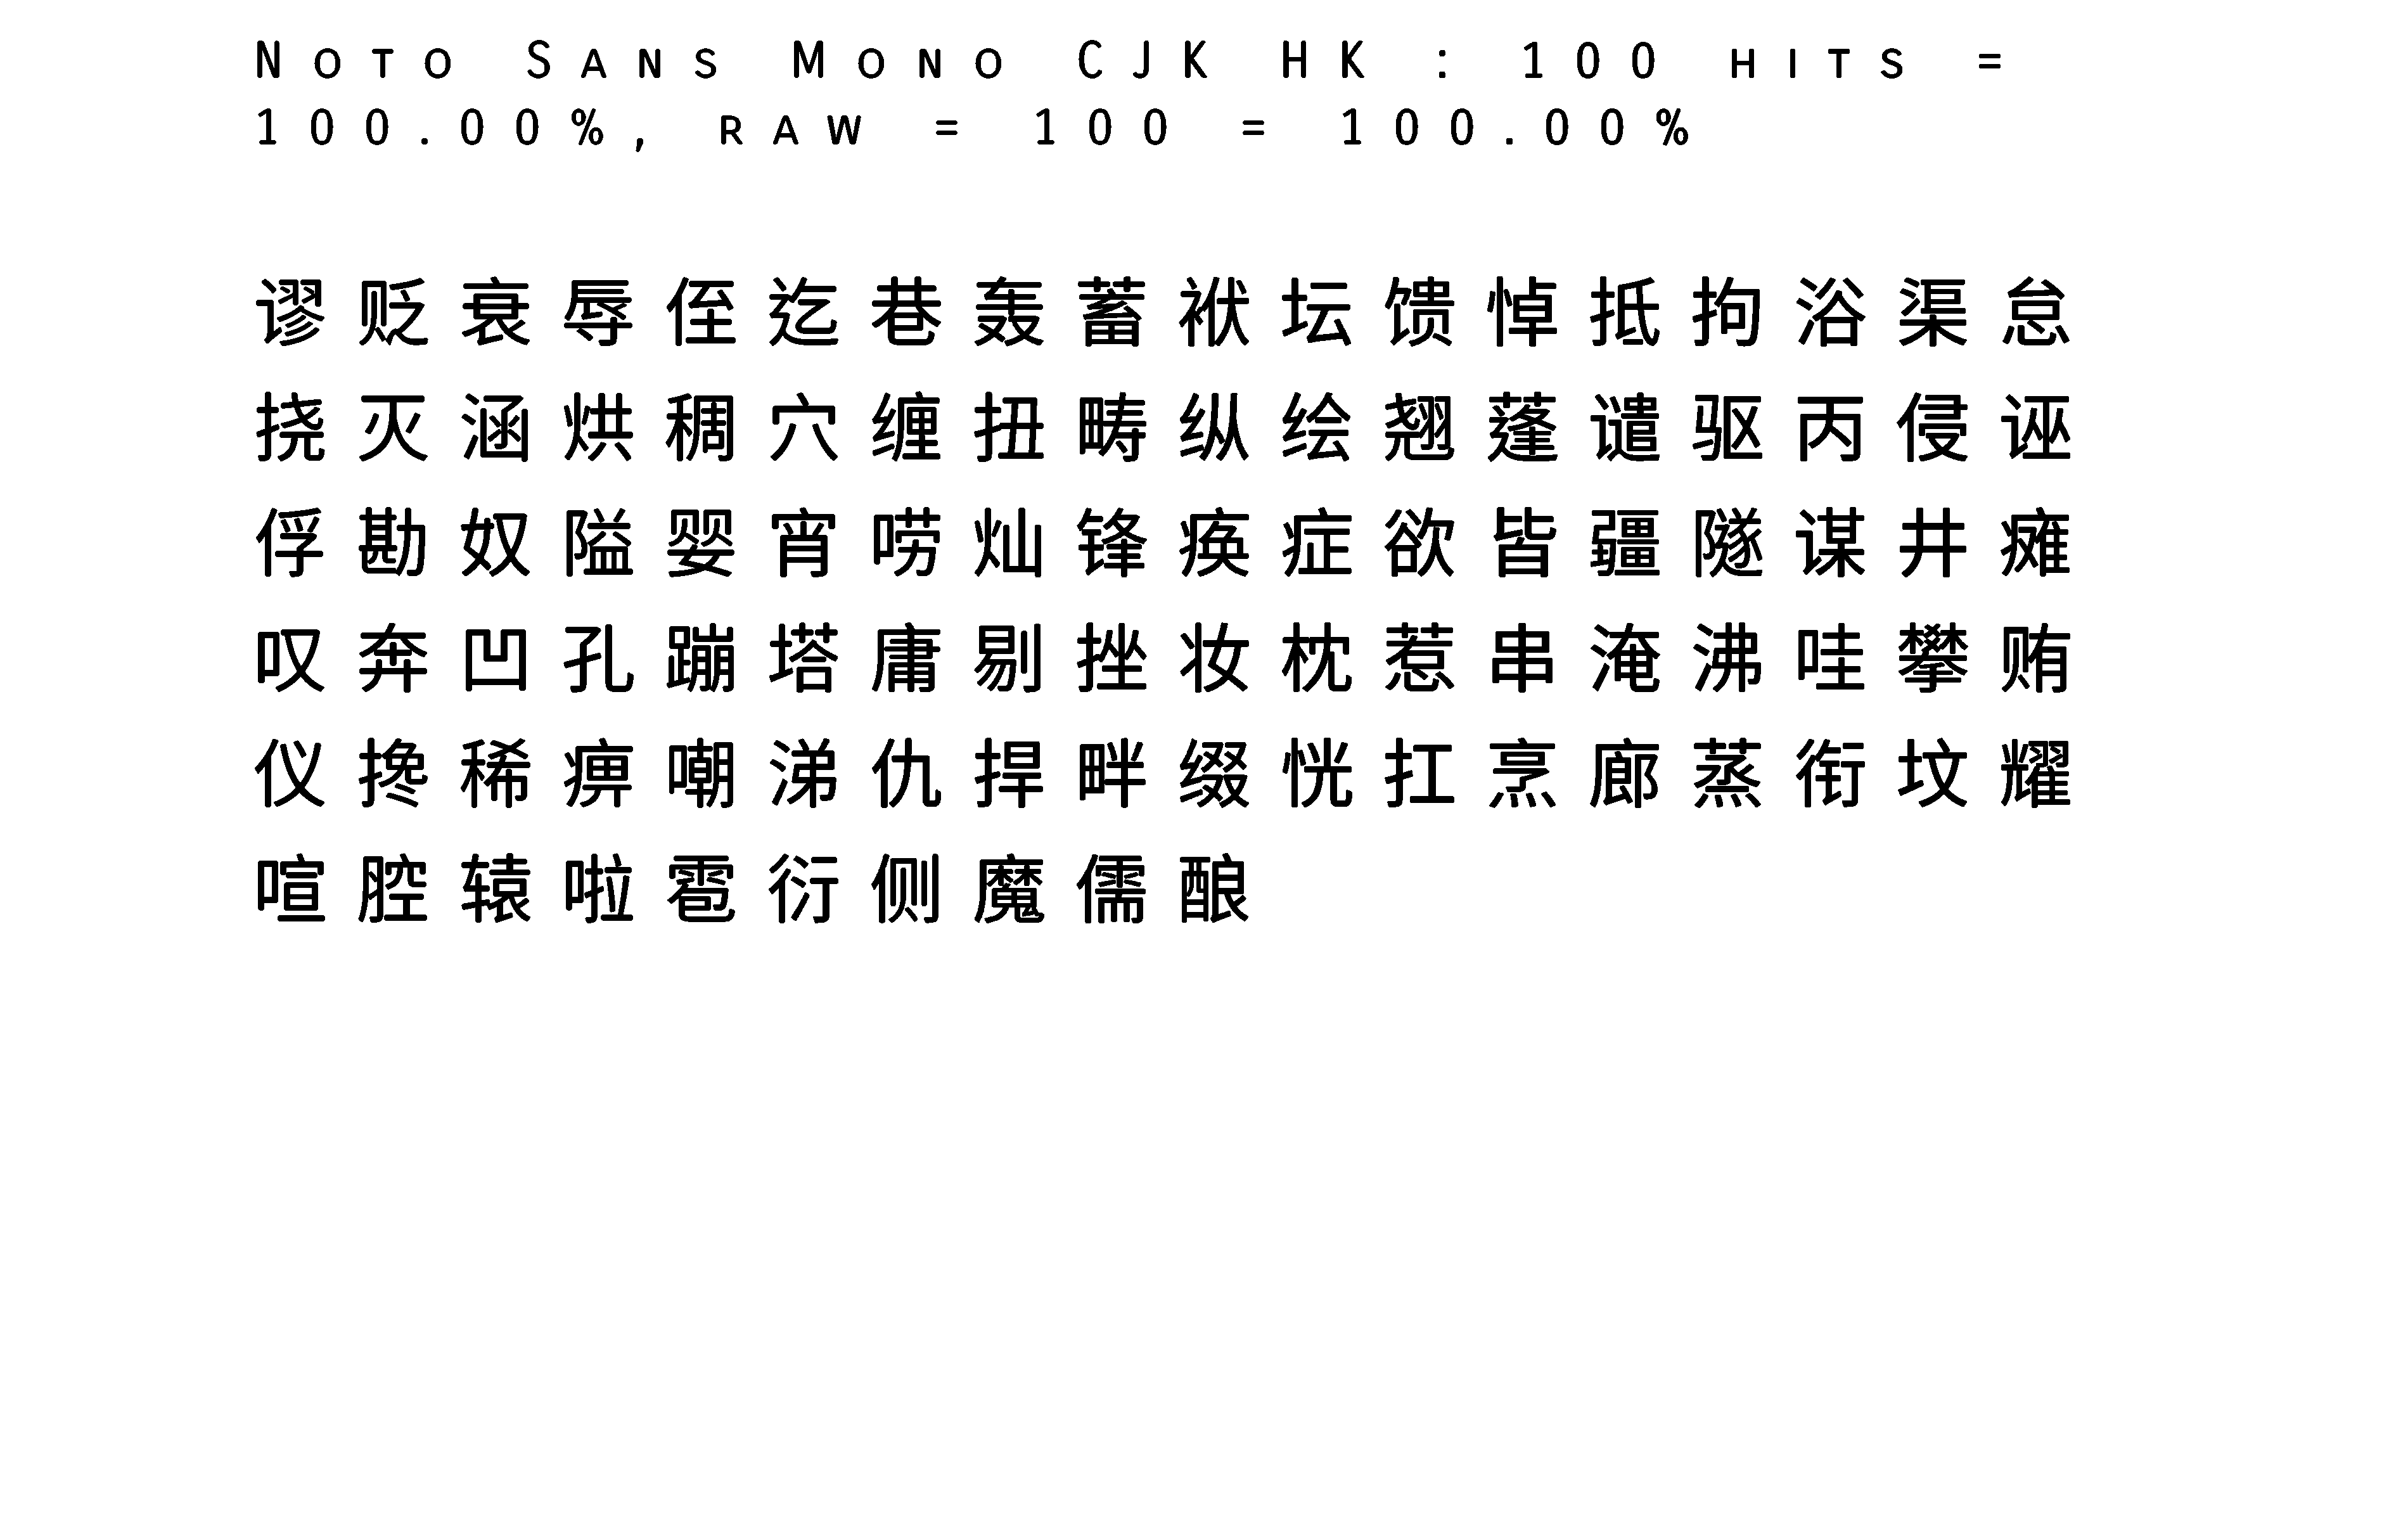 Noto Sans Mono CJK HK : 100 hits =
100.00%, raw = 100 = 100.00%
谬贬衰辱侄迄巷轰蓄袱坛馈悼抵拘浴渠怠
挠灭涵烘稠穴缠扭畴纵绘翘蓬谴驱丙侵诬
俘勘奴隘婴宵唠灿锋痪症欲皆疆隧谋井瘫
叹奔凹孔蹦塔庸剔挫妆枕惹串淹沸哇攀贿
仪搀稀痹嘲涕仇捍畔缀恍扛烹廊蒸衔坟耀
喧腔辕啦雹衍侧魔儒酿